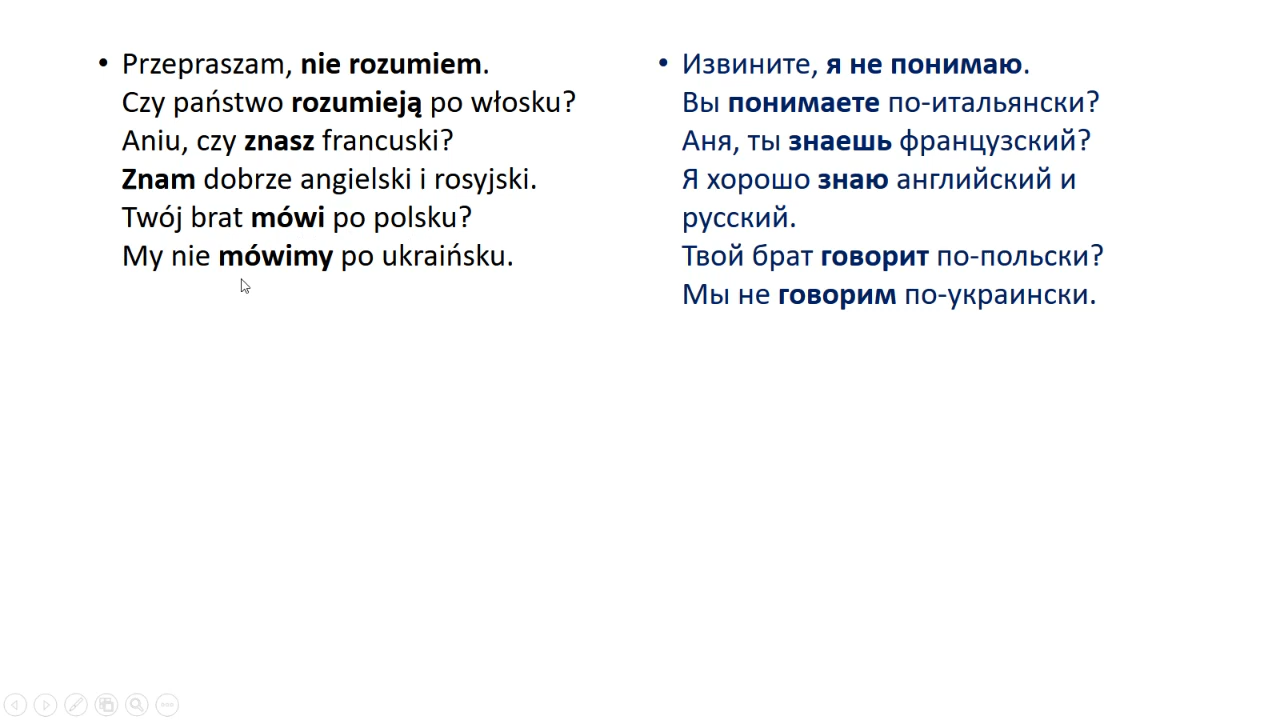 • Przepraszam, nie rozumiem.
Czy państwo rozumieją po włosku?
Aniu, czy znasz francuski?
Znam dobrze angielski i rosyjski.
Twój brat mówi po polsku?
My nie mówimy po ukraińsku.
• Извините, я не понимаю.
Вы понимаете по-итальянски?
Аня, ты знаешь французский?
Я хорошо знаю английский и
русский.
Твой брат говорит по-польски?
Мы не говорим по-украински.